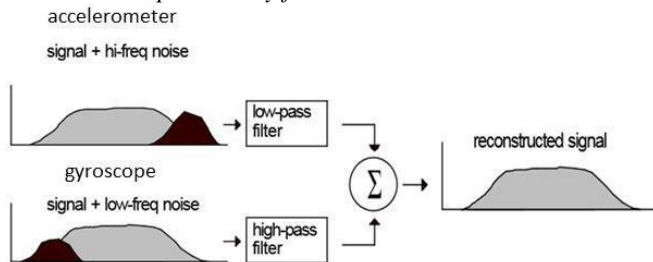 accelerometer
signal + hi-freq noise
low-pass
filter
gyroscope
signal + low-freq noise
high-pass
filter
Σ
reconstructed signal